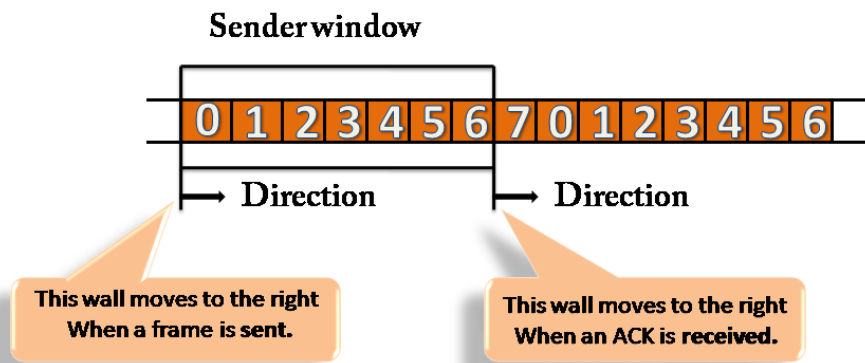 Sender window
0 1 2 3 4 5 6 7 0 1 2 3 4 5 6
Direction
Direction
This wall moves to the right
When a frame is sent.
This wall moves to the right
When an ACK is received.